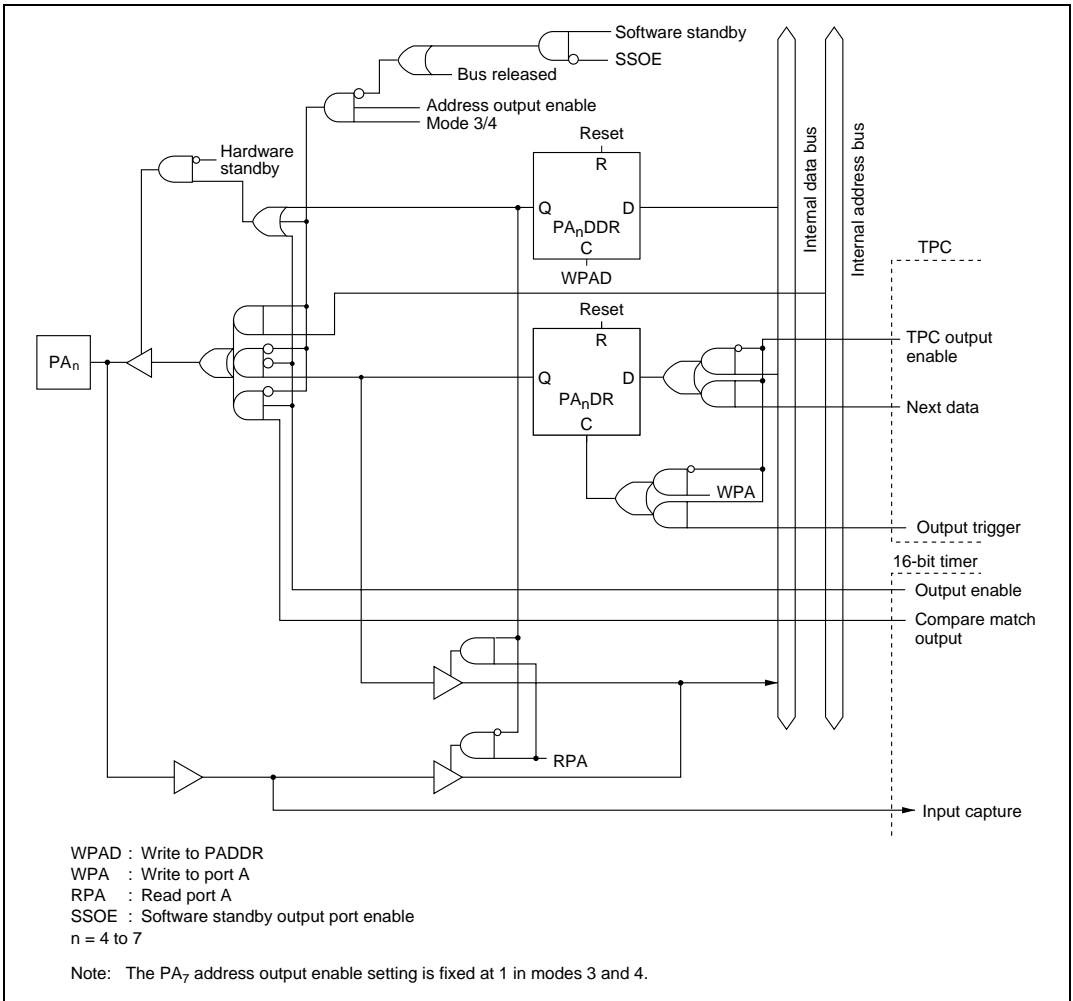 Software standby
SSOE
Bus released
Address output enable
Mode 3/4
Reset
Hardware
standby
R
Internal data bus
Internal address bus
Q
D
PAnDDR
C
TPC
WPAD
Reset
R
TPC output
enable
PAn
Q
D
PAnDR
Next data
C
WPA
Output trigger
16-bit timer
Output enable
Compare match
output
RPA
Input capture
WPAD : Write to PADDR
WPA : Write to port A
RPA : Read port A
SSOE : Software standby output port enable
n = 4 to 7
Note: The PA7 address output enable setting is fixed at 1 in modes 3 and 4.